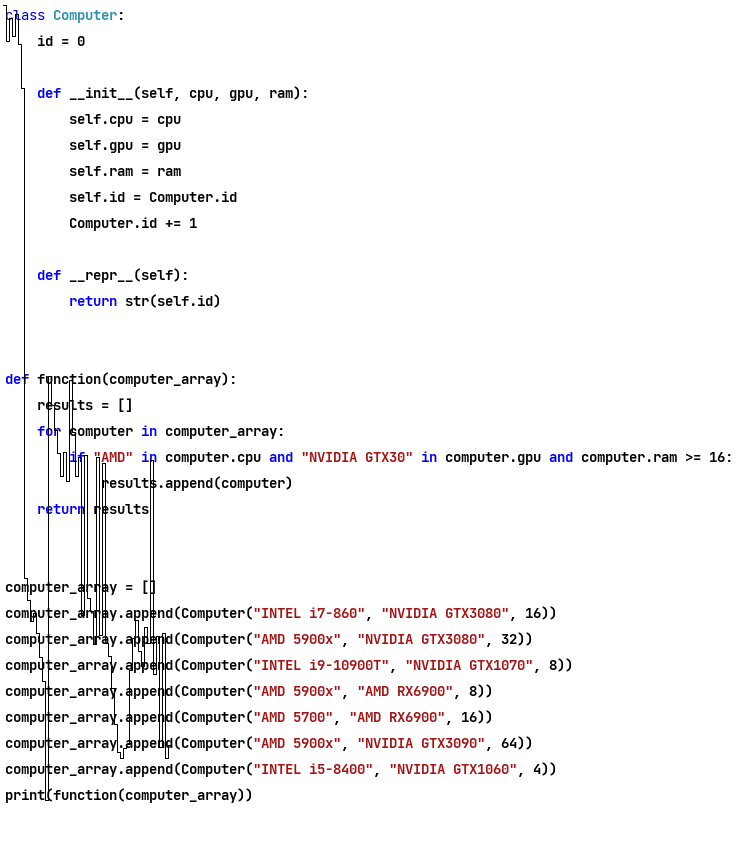 class Computer:
    id = 0
    def __init__(self, cpu, gpu, ram):
        self.cpu = cpu
        self.gpu = gpu
        self.ram = ram
        self.id = Computer.id
        Computer.id += 1
    def __repr__(self):
        return str(self.id)
def function(computer_array):
    results = []
    for computer in computer_array:
        if "AMD" in computer.cpu and "NVIDIA GTX30" in computer.gpu and computer.ram >= 16:
            results.append(computer)
    return results
computer_array = []
computer_array.append(Computer("INTEL i7-860", "NVIDIA GTX3080", 16))
computer_array.append(Computer("AMD 5900x", "NVIDIA GTX3080", 32))
computer_array.append(Computer("INTEL i9-10900T", "NVIDIA GTX1070", 8))
computer_array.append(Computer("AMD 5900x", "AMD RX6900", 8))
computer_array.append(Computer("AMD 5700", "AMD RX6900", 16))
computer_array.append(Computer("AMD 5900x", "NVIDIA GTX3090", 64))
computer_array.append(Computer("INTEL i5-8400", "NVIDIA GTX1060", 4))
print(function(computer_array))